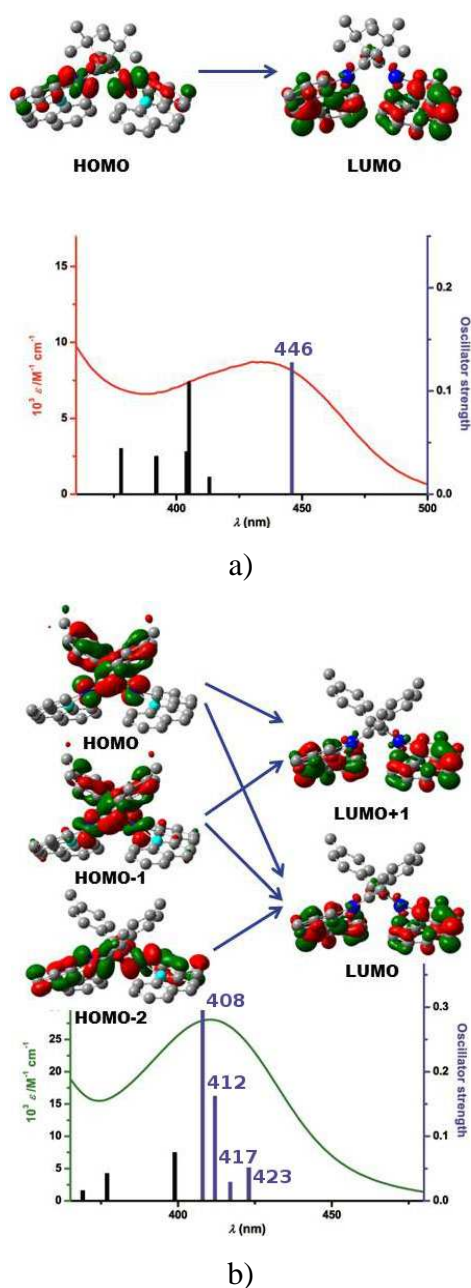 HOMO
LUMO
15
10
5
0
10³ ε /M⁻¹ cm⁻¹
446
0.2
0.1
0.0
Oscillator strength
400
450
500
λ (nm)
a)
HOMO
LUMO+1
HOMO-1
LUMO
HOMO-2
25
20
15
10
5
0
10³ ε /M⁻¹ cm⁻¹
408
412
417
423
0.3
0.2
0.1
0.0
Oscillator strength
400
450
λ (nm)
b)